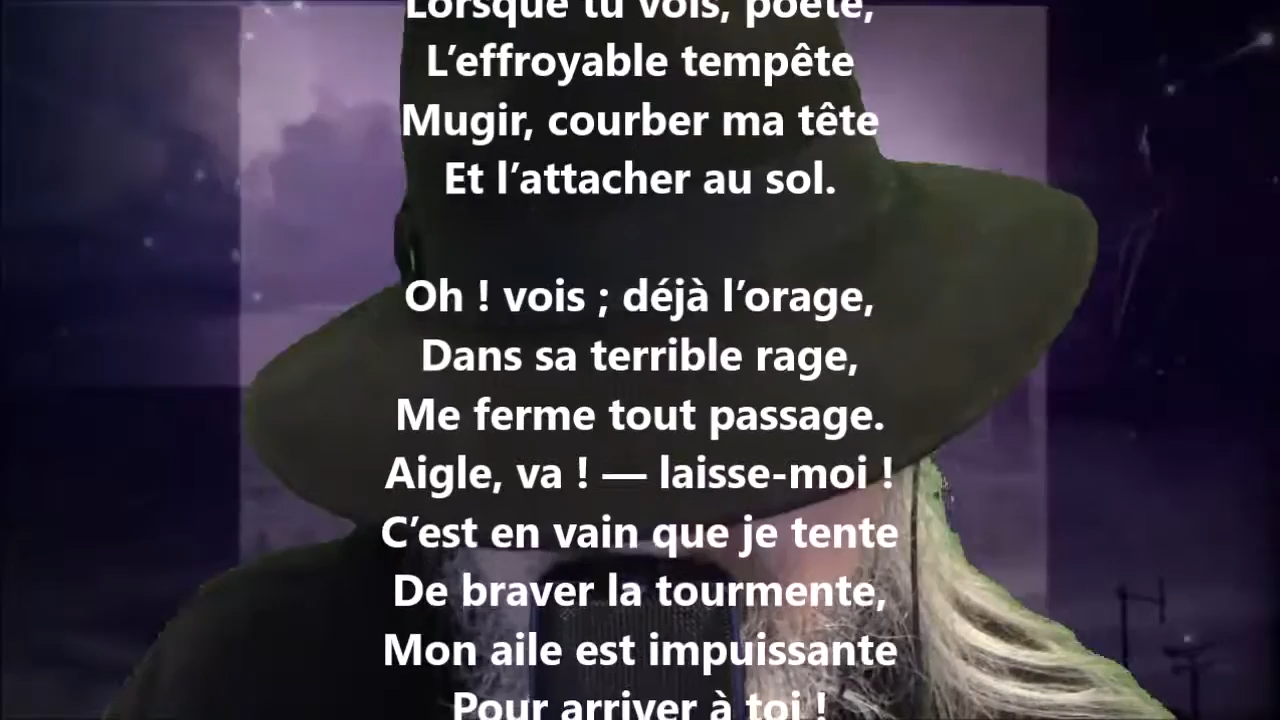 Lorsque tu vois, poète,
L’effroyable tempête
Mugir, courber ma tête
Et l’attacher au sol.
Oh ! vois ; déjà l’orage,
Dans sa terrible rage,
Me ferme tout passage.
Aigle, va ! — laisse-moi !
C’est en vain que je tente
De braver la tourmente,
Mon aile est impuissante
Pour arriver à toi !